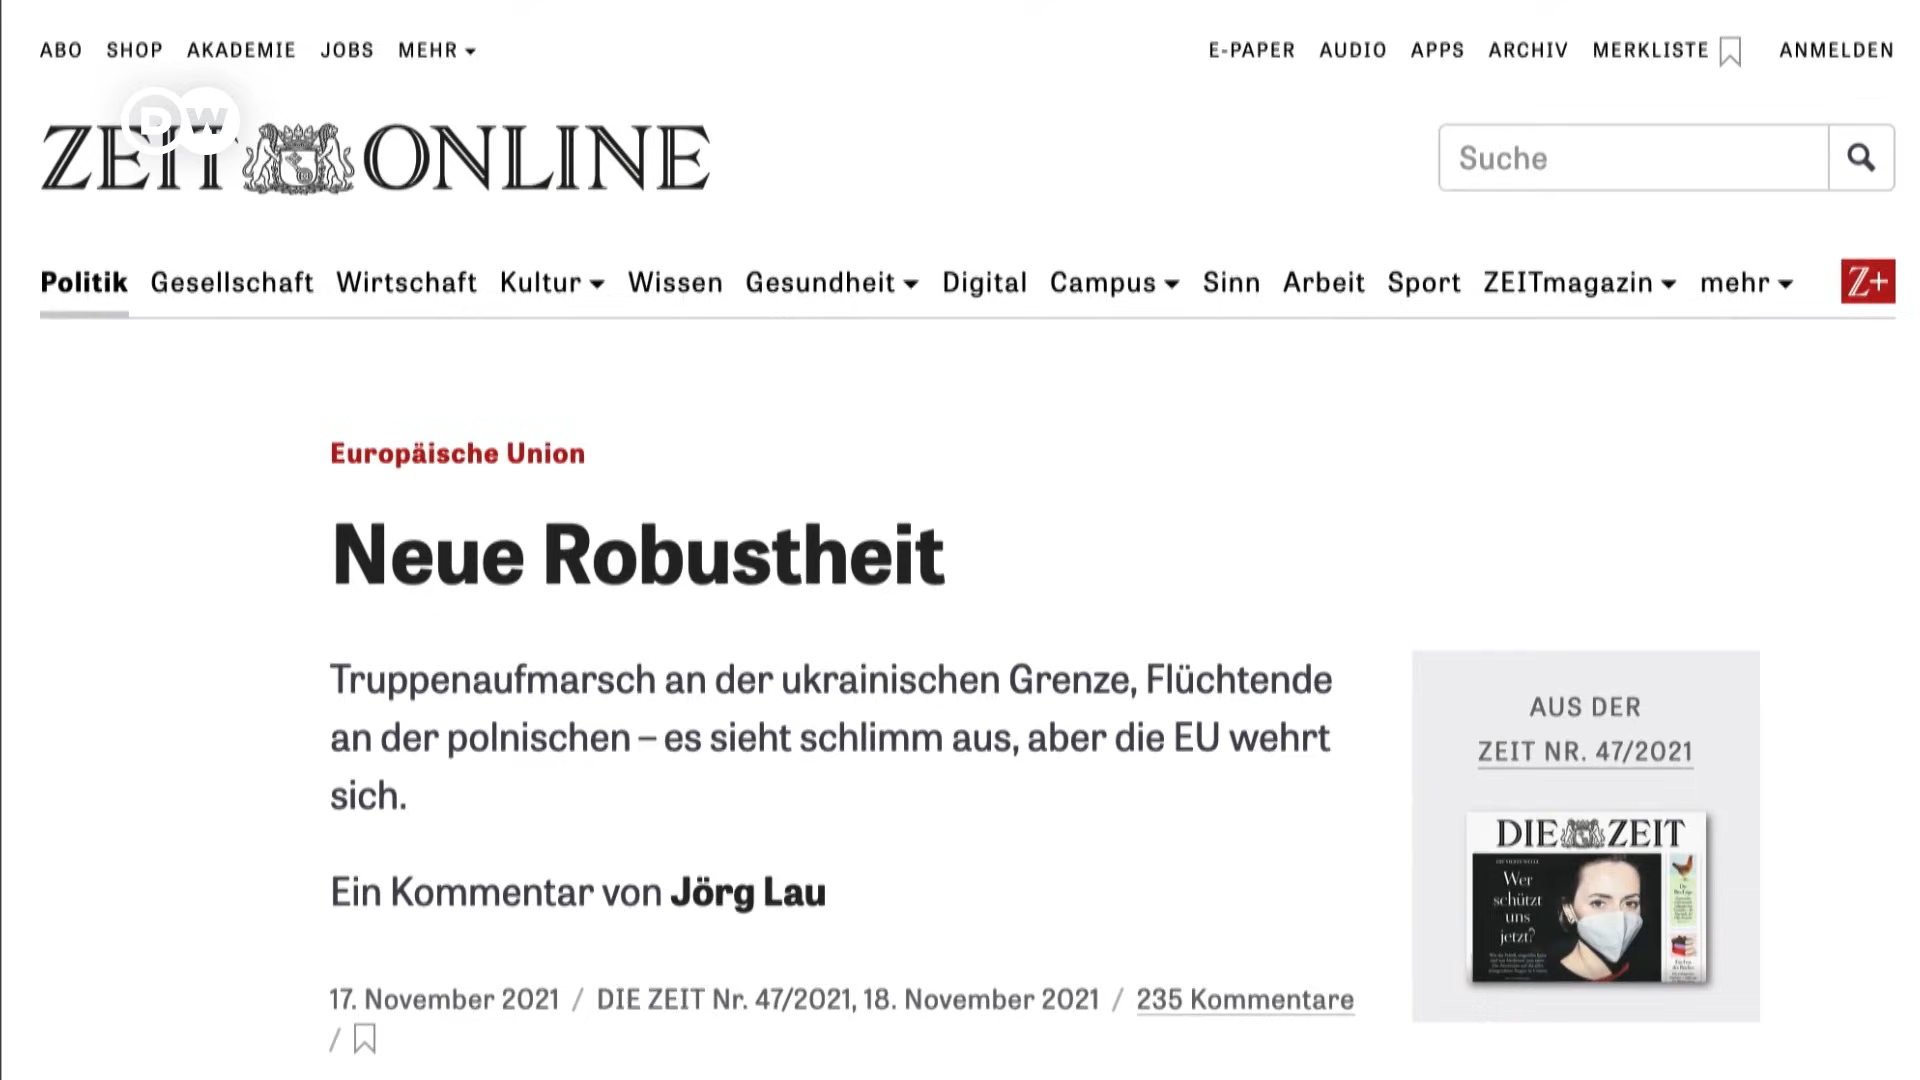 ABO SHOP AKADEMIE JOBS MEHR
E-PAPER AUDIO APPS ARCHIV MERKLISTE ANMELDEN
DW
ZEIT ONLINE
Suche
Politik Gesellschaft Wirtschaft Kultur Wissen Gesundheit Digital Campus Sinn Arbeit Sport ZEITmagazin mehr Z+
Europäische Union
Neue Robustheit
Truppenaufmarsch an der ukrainischen Grenze, Flüchtende
an der polnischen – es sieht schlimm aus, aber die EU wehrt
sich.
Ein Kommentar von Jörg Lau
17. November 2021 / DIE ZEIT Nr. 47/2021, 18. November 2021 / 235 Kommentare
/
AUS DER
ZEIT NR. 47/2021
DIE ZEIT
Wer
schützt
uns
jetzt?